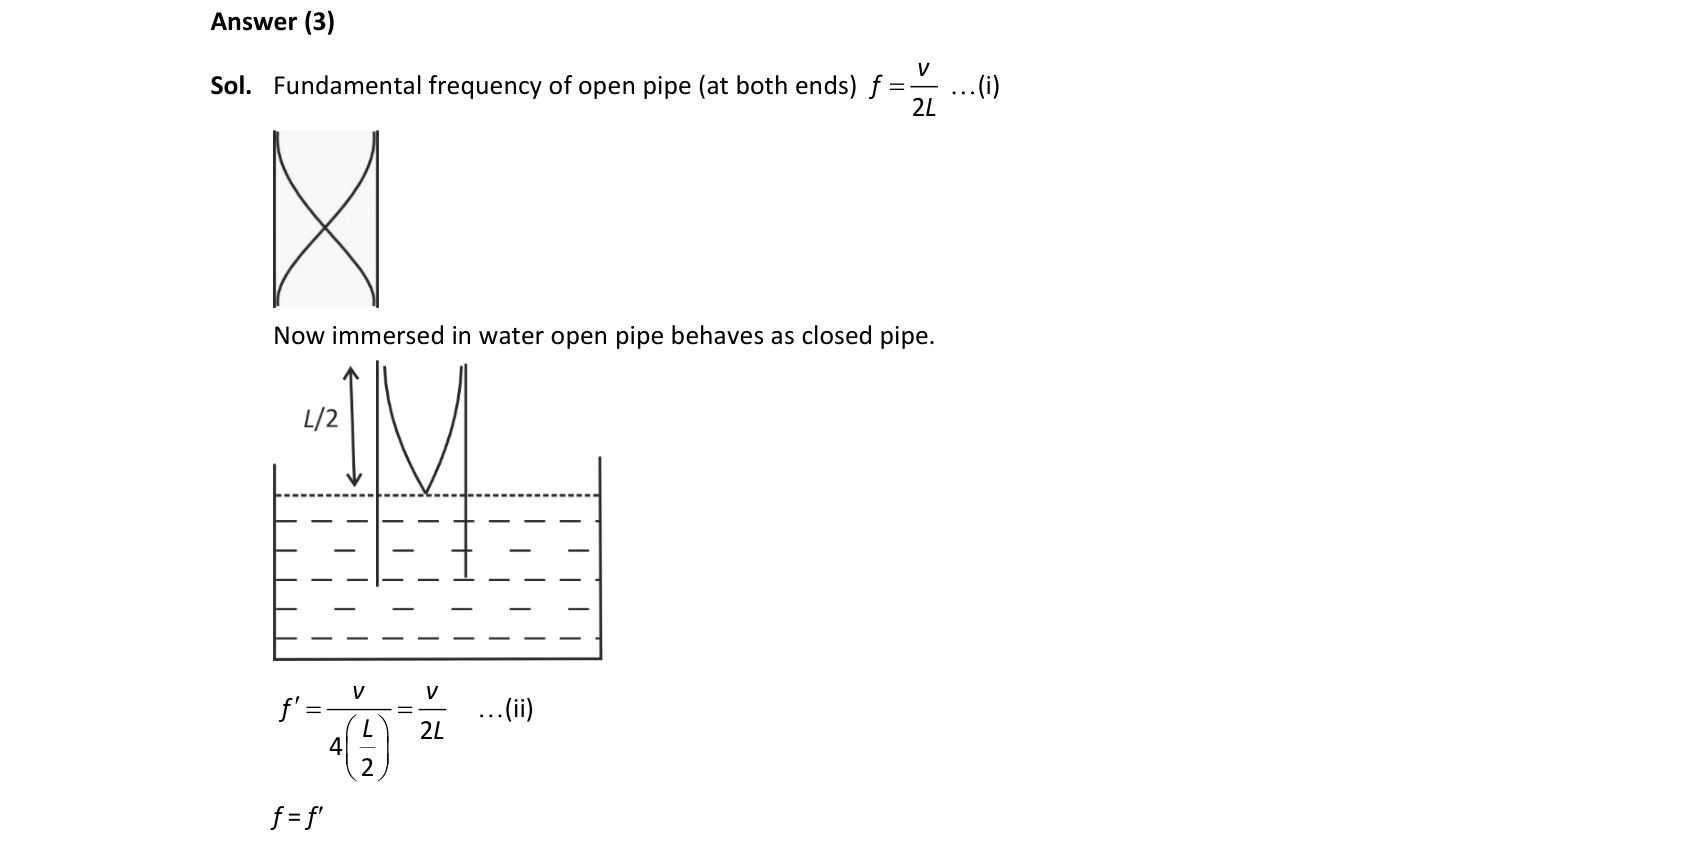 Answer (3)
Sol. Fundamental frequency of open pipe (at both ends) f = v/2L ...(i)
Now immersed in water open pipe behaves as closed pipe.
L/2
f′ = v/4(L/2) = v/2L ...(ii)
f = f′